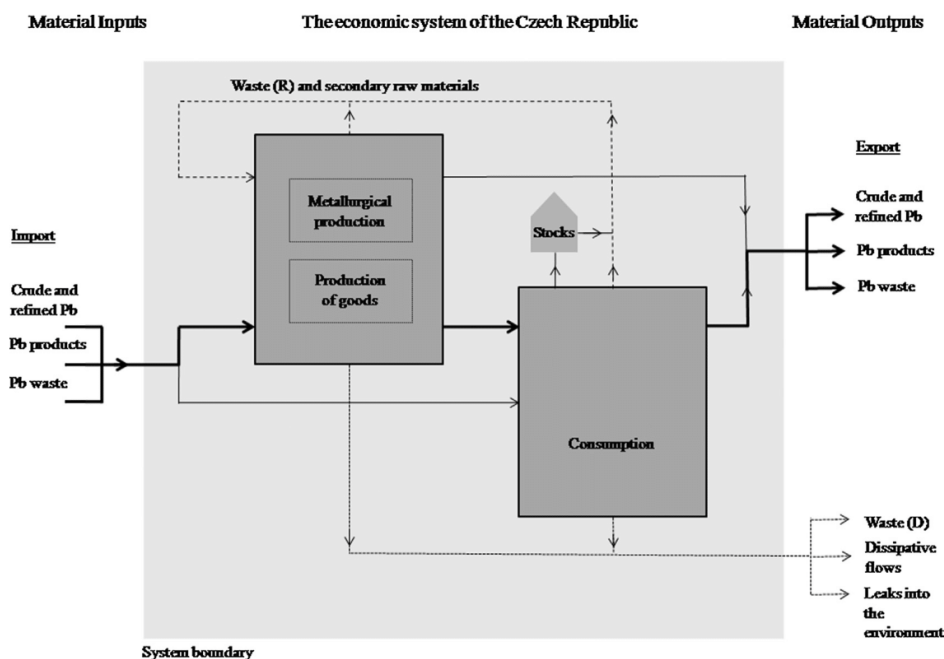 Material Inputs
The economic system of the Czech Republic
Material Outputs
Waste (R) and secondary raw materials
Metallurgical
production
Production
of goods
Stocks
Consumption
Import
Crude and
refined Pb
Pb products
Pb waste
Export
Crude and
refined Pb
Pb products
Pb waste
Waste (D)
Dissipative
flows
Leaks into
the
environment
System boundary